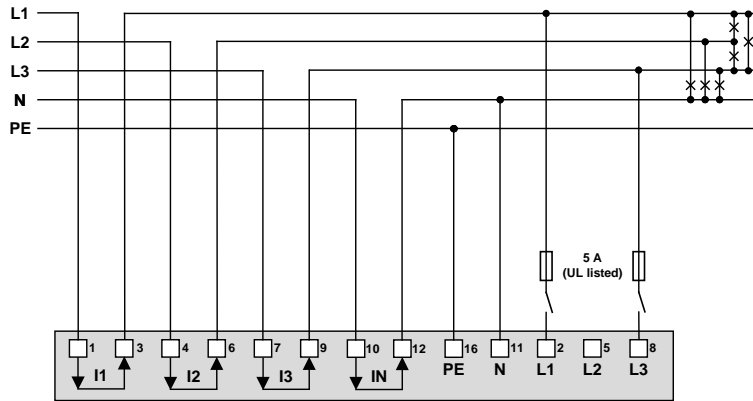 L1
L2
L3
N
PE
5 A
(UL listed)
1 3 4 6 7 9 10 12 16 11 2 5 8
I1 I2 I3 IN PE N L1 L2 L3